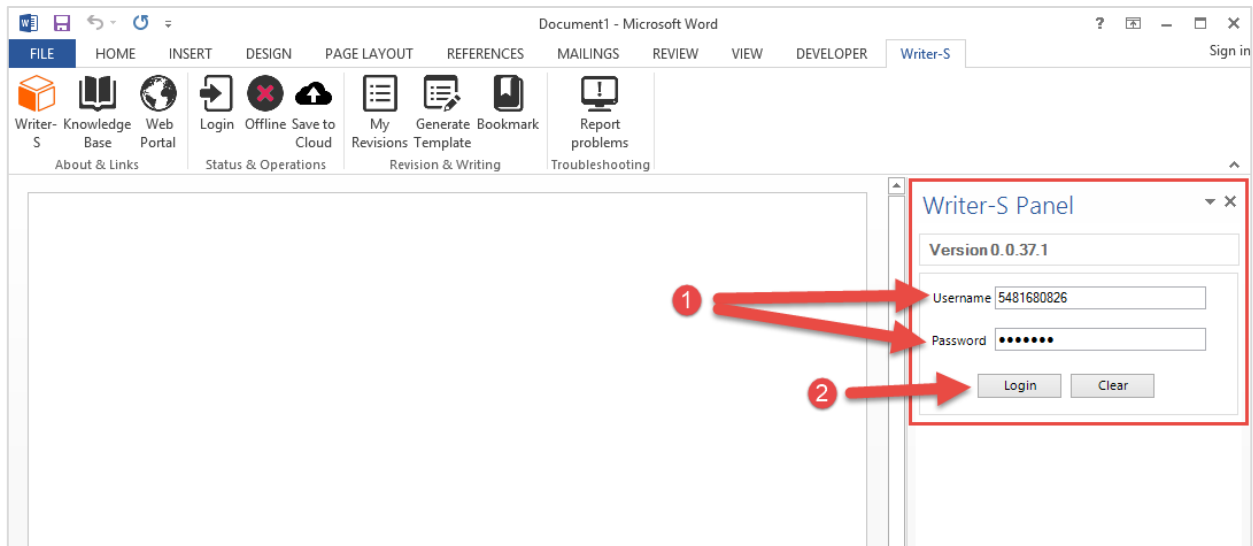 Document1 - Microsoft Word
?
FILE HOME INSERT DESIGN PAGE LAYOUT REFERENCES MAILINGS REVIEW VIEW DEVELOPER Writer-S Sign in
Writer- Knowledge Web Login Offline Save to My Generate Bookmark Report
S Base Portal Cloud Revisions Template problems
About & Links Status & Operations Revision & Writing Troubleshooting
Writer-S Panel
Version 0.0.37.1
1
Username 5481680826
Password •••••••
2
Login Clear